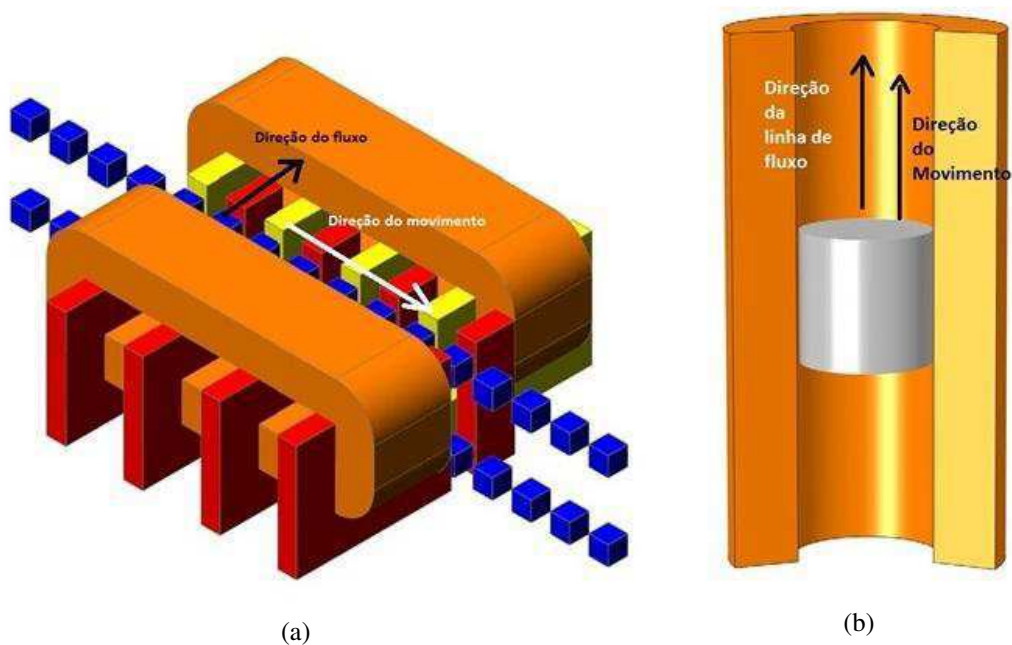 Direção do fluxo
Direção do movimento
(a)
Direção
da
linha de
fluxo
Direção
do
Movimento
(b)